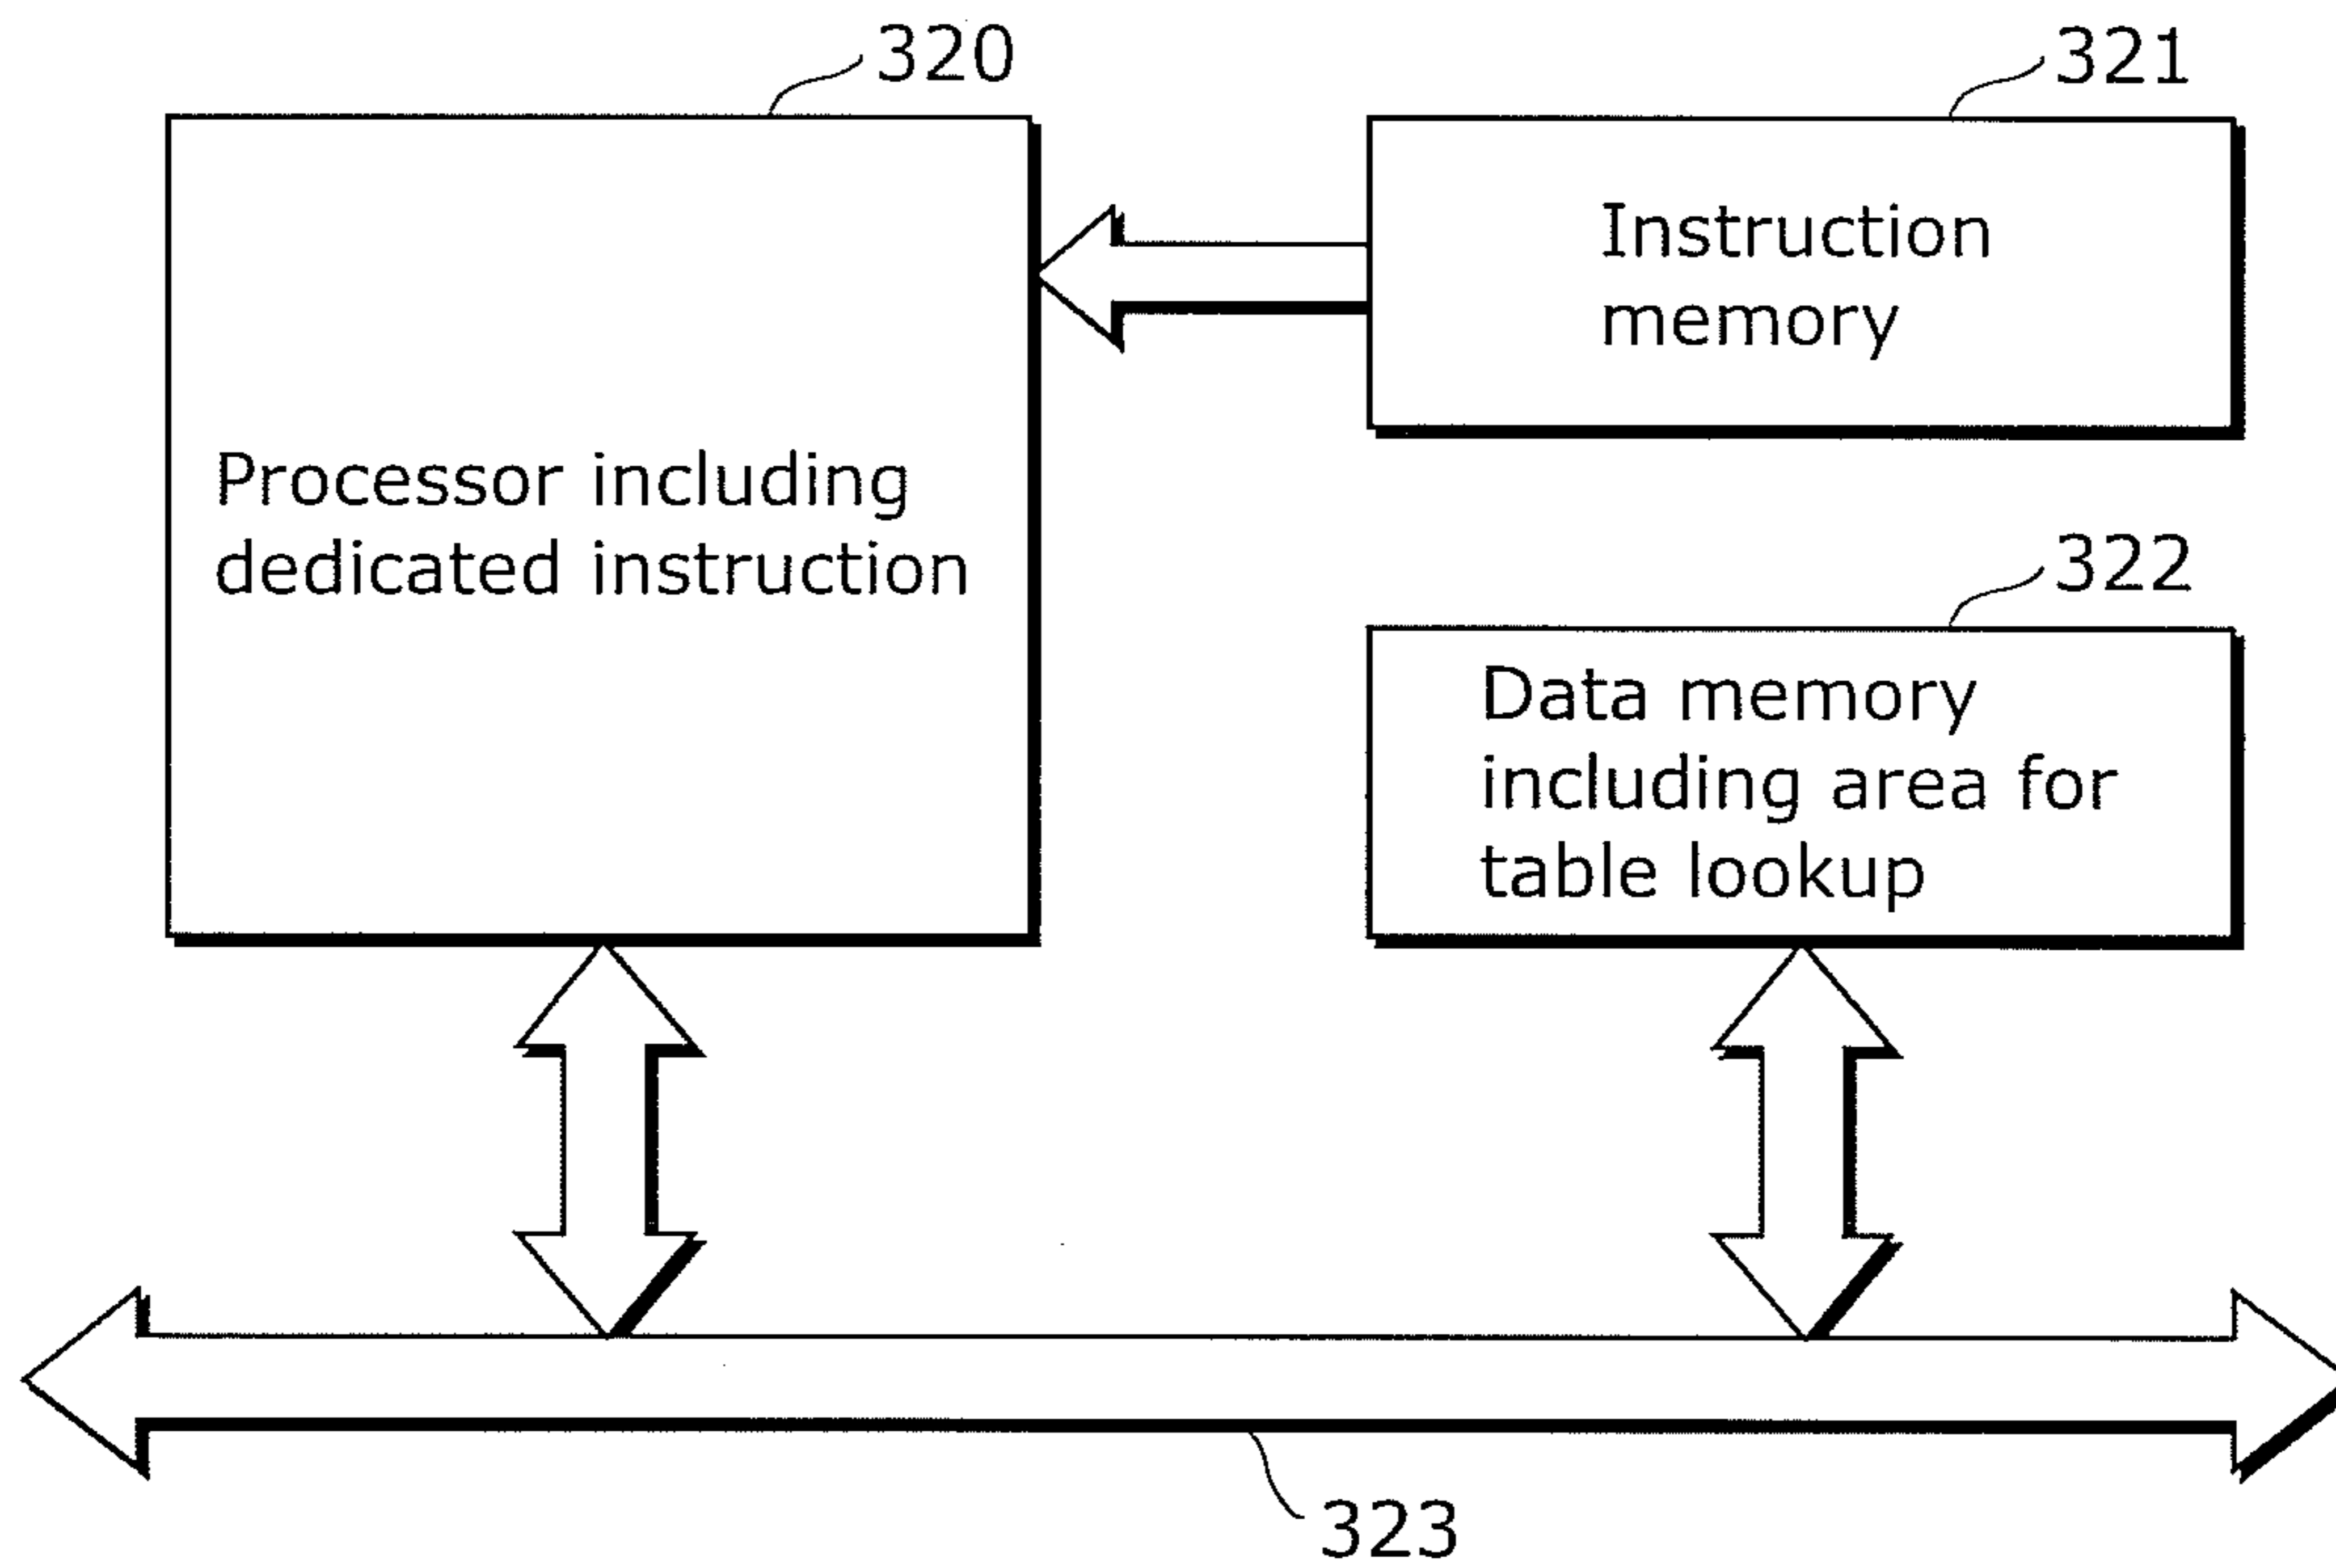 320
321
Instruction
memory
Processor including
dedicated instruction
322
Data memory
including area for
table lookup
323